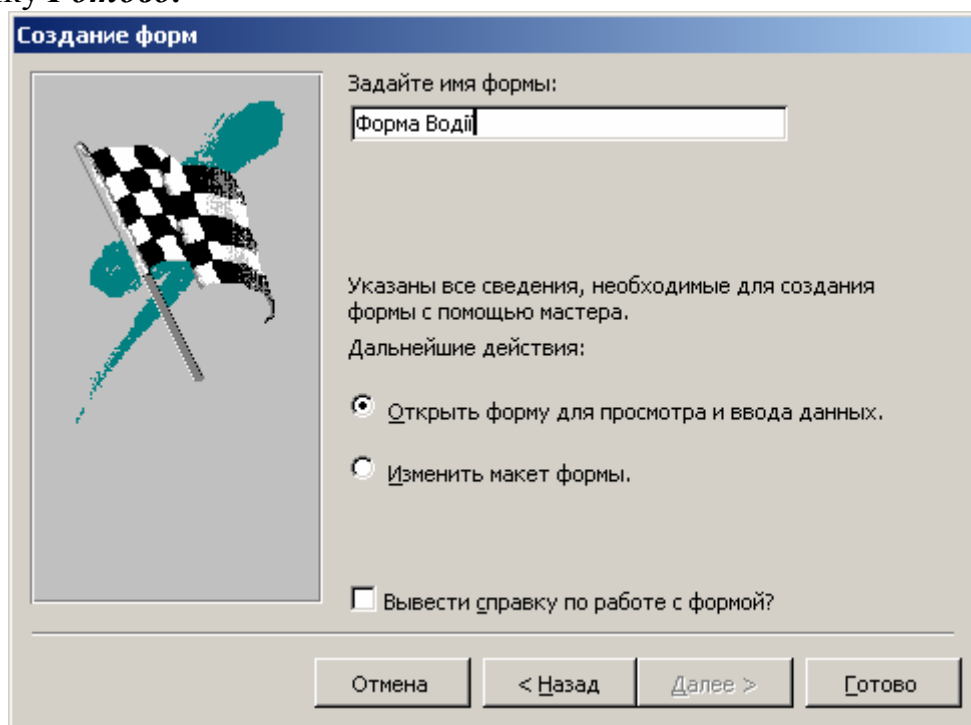 Создание форм
Задайте имя формы:
Форма Водії
Указаны все сведения, необходимые для создания
формы с помощью мастера.
Дальнейшие действия:
Открыть форму для просмотра и ввода данных.
Изменить макет формы.
Вывести справку по работе с формой?
Отмена
< Назад
Далее >
Готово